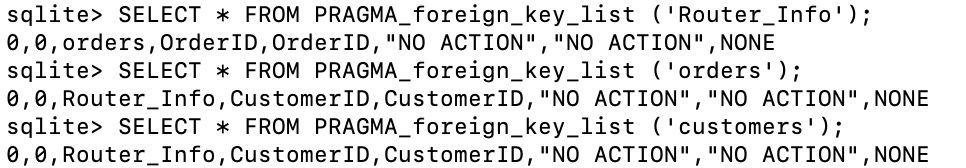 sqlite> SELECT * FROM PRAGMA_foreign_key_list ('Router_Info');
0,0,orders,OrderID,OrderID,"NO ACTION","NO ACTION",NONE
sqlite> SELECT * FROM PRAGMA_foreign_key_list ('orders');
0,0,Router_Info,CustomerID,CustomerID,"NO ACTION","NO ACTION",NONE
sqlite> SELECT * FROM PRAGMA_foreign_key_list ('customers');
0,0,Router_Info,CustomerID,CustomerID,"NO ACTION","NO ACTION",NONE